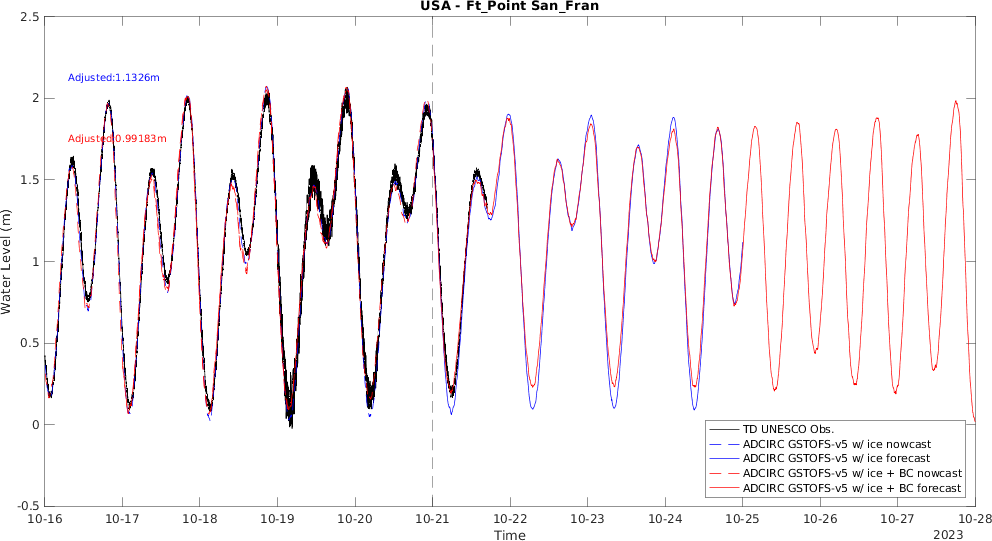 USA - Ft_Point San_Fran
2.5
2
1.5
1
0.5
0
-0.5
Water Level (m)
Adjusted:1.1326m
Adjusted:0.99183m
TD UNESCO Obs.
ADCIRC GSTOFS-v5 w/ ice nowcast
ADCIRC GSTOFS-v5 w/ ice forecast
ADCIRC GSTOFS-v5 w/ ice + BC nowcast
ADCIRC GSTOFS-v5 w/ ice + BC forecast
10-16 10-17 10-18 10-19 10-20 10-21 10-22 10-23 10-24 10-25 10-26 10-27 10-28
Time
2023